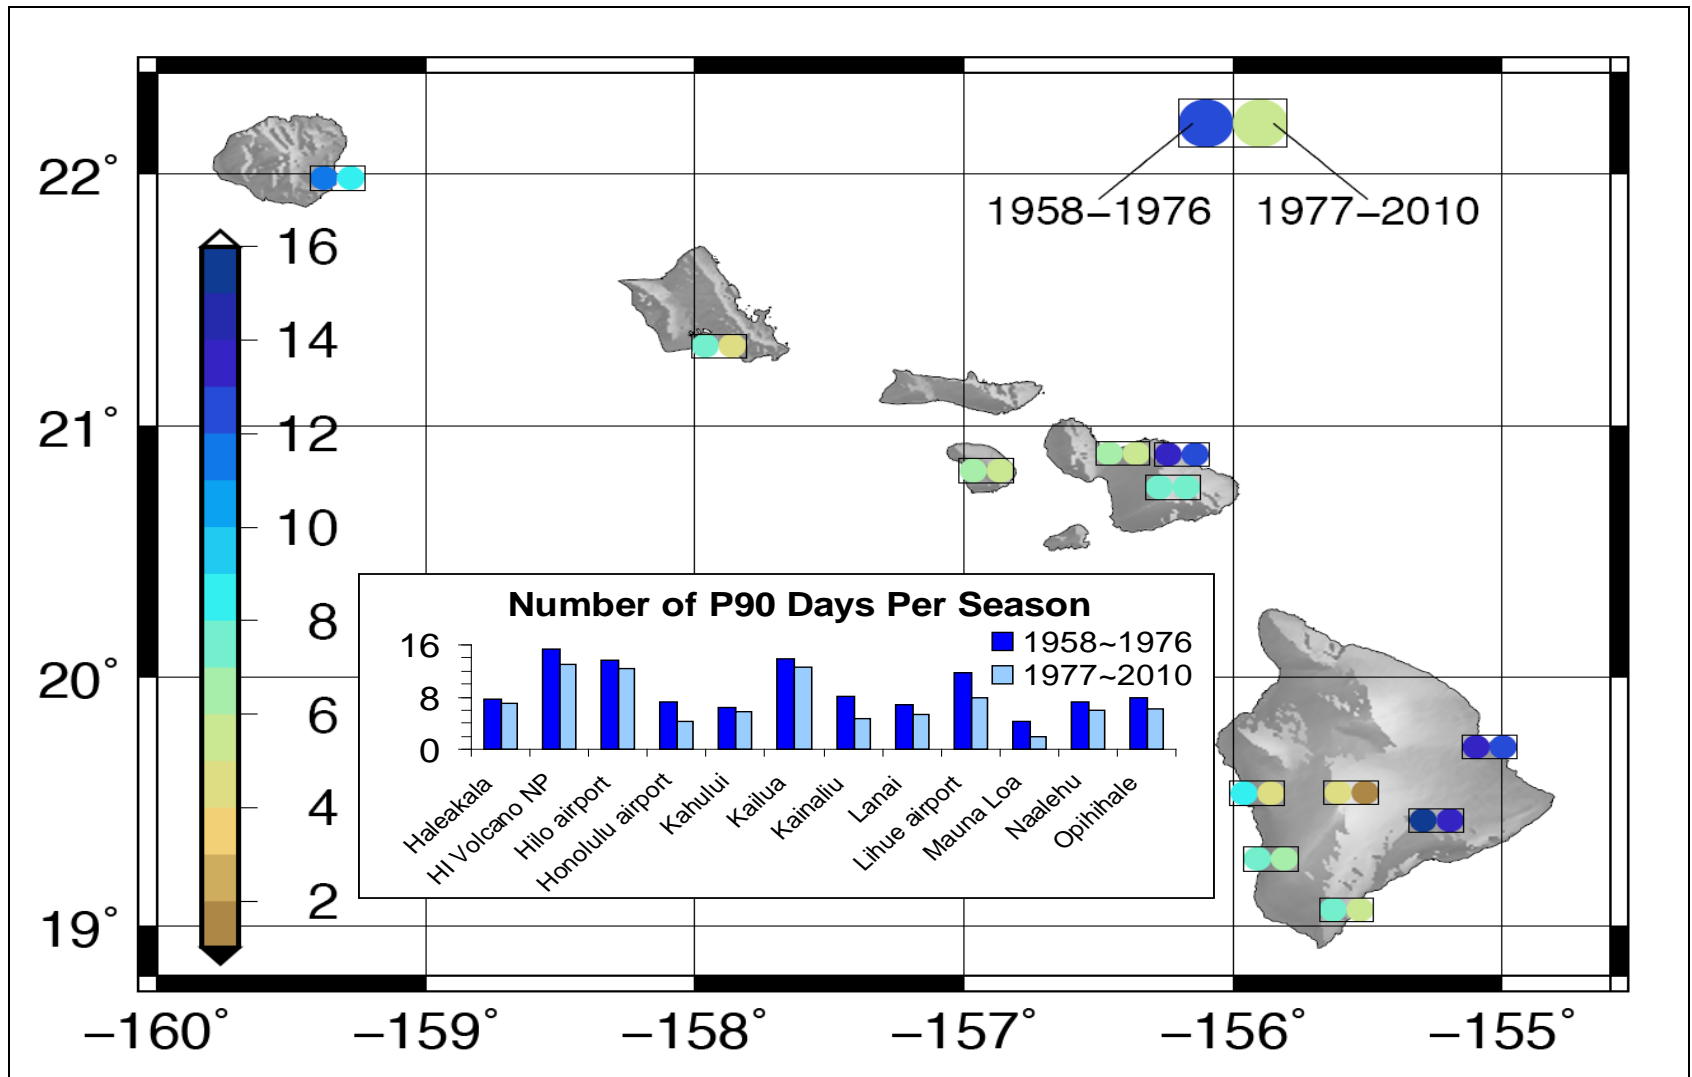 22°
1958–1976 1977–2010
16
14
21°
12
10
8
Number of P90 Days Per Season
16
1958~1976
1977~2010
8
0
20°
6
4
2
Haleakala
HI Volcano NP
Hilo airport
Honolulu airport
Kahului
Kailua
Kainaliu
Lanai
Lihue airport
Mauna Loa
Naalehu
Opihihale
19°
−160° −159° −158° −157° −156° −155°